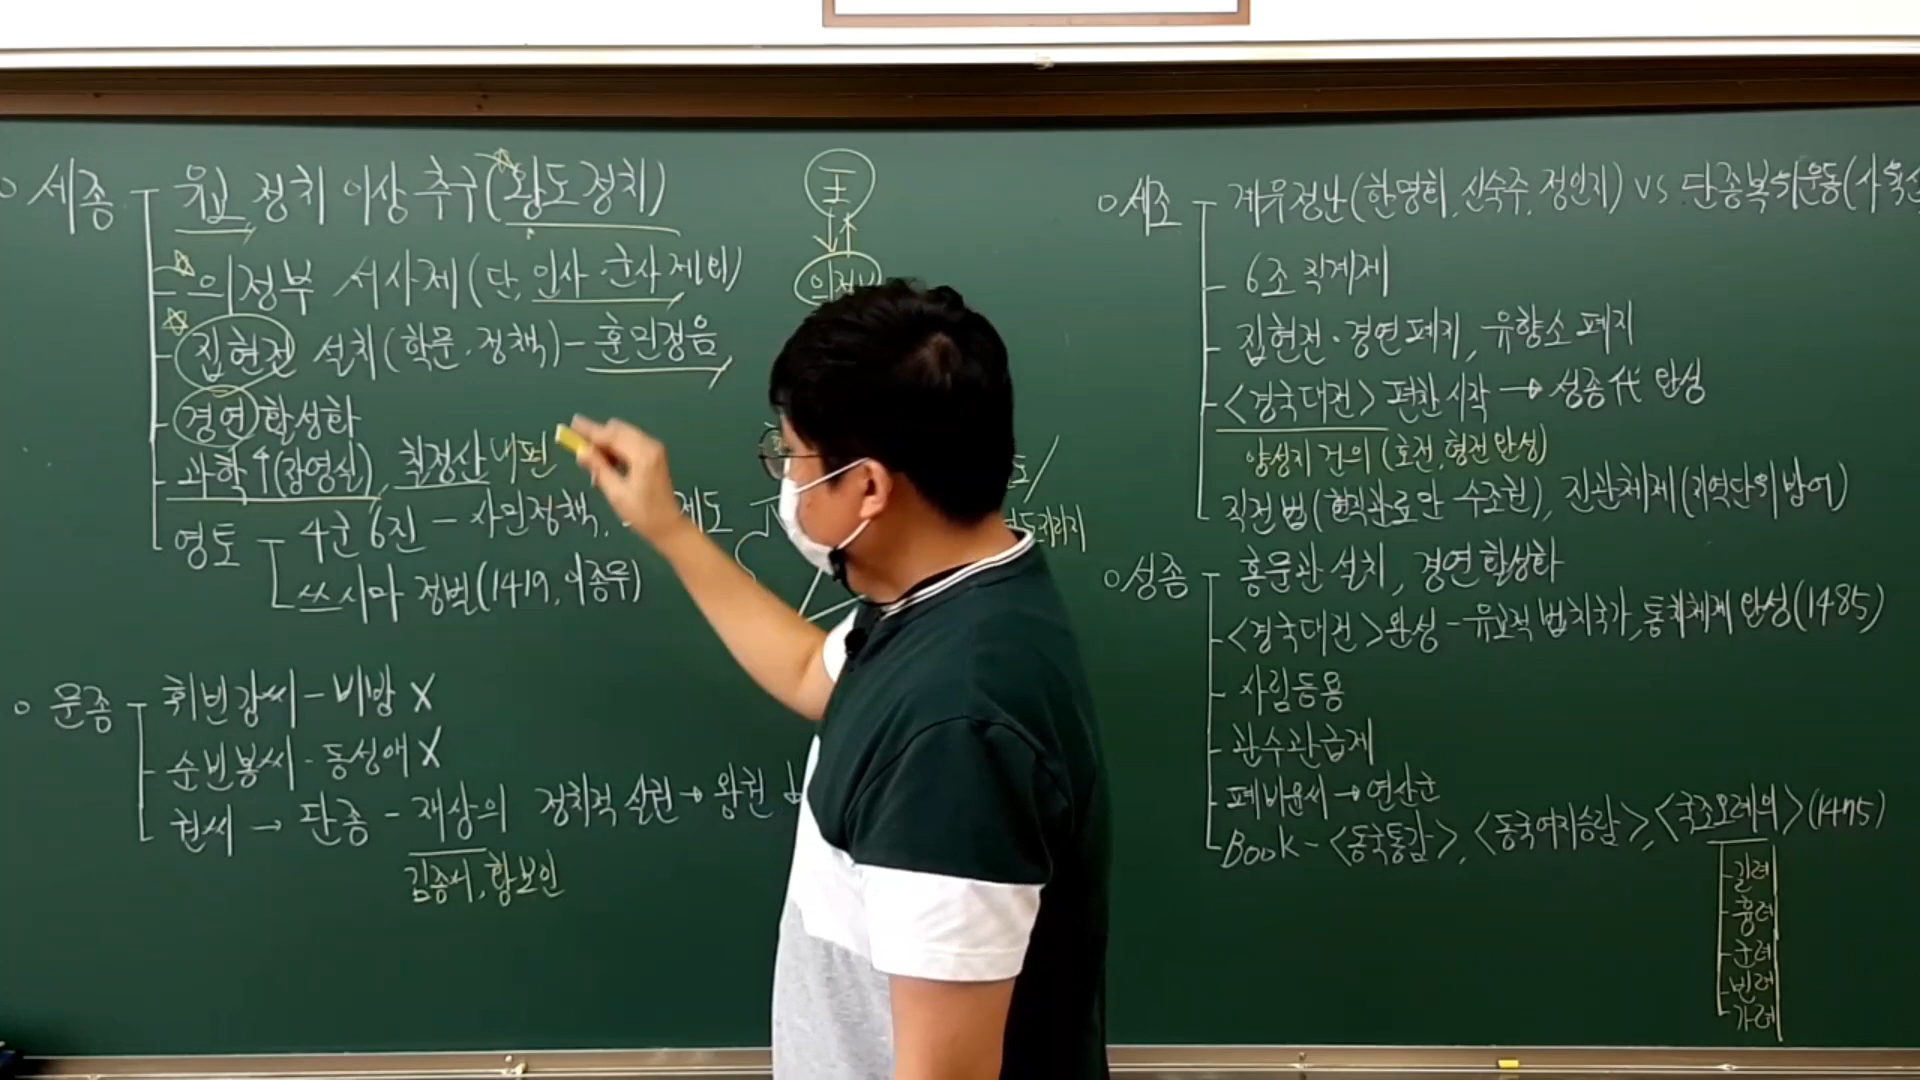 ○ 세종 유교 정치 이상 추구(왕도정치)
의정부 서사제(단, 인사·군사 제외)
집현전 설치(학문·정책) - 훈민정음
경연 활성화
과학↑(장영실), 칠정산 내편
영토 4군 6진 - 사민정책, 제도
쓰시마 정벌(1419, 이종무)
王
의정부
○ 문종 휘빈김씨 - 비방 X
순빈봉씨 - 동성애 X
권씨 → 단종 - 재상의 정치적 실권 → 왕권 ↓
김종서, 황보인
○ 세조 계유정난(한명회, 신숙주, 정인지) VS 단종복위운동(사육신
6조 직계제
집현전·경연 폐지, 유향소 폐지
<경국대전> 편찬 시작 → 성종 代 완성
양성지 건의 (호전, 형전 완성)
직전법(현직관료만 수조권), 진관체제(지역단위 방어)
○ 성종 홍문관 설치, 경연 활성화
<경국대전> 완성 - 유교적 법치국가, 통치체제 완성(1485)
사림등용
관수관급제
폐비윤씨 → 연산군
Book - <동국통감>, <동국여지승람>, <국조오례의>(1475)
길례
흉례
군례
빈례
가례